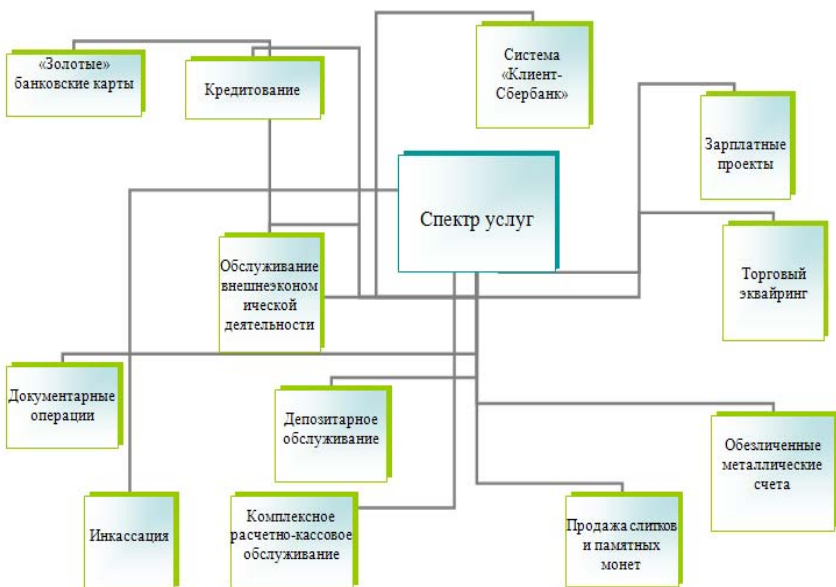 «Золотые»
банковские карты
Кредитование
Система
«Клиент-
Сбербанк»
Зарплатные
проекты
Спектр услуг
Обслуживание
внешнеэконом
ической
деятельности
Торговый
эквайринг
Документарные
операции
Депозитарное
обслуживание
Обезличенные
металлические
счета
Инкассация
Комплексное
расчетно-кассовое
обслуживание
Продажа слитков
и памятных
монет